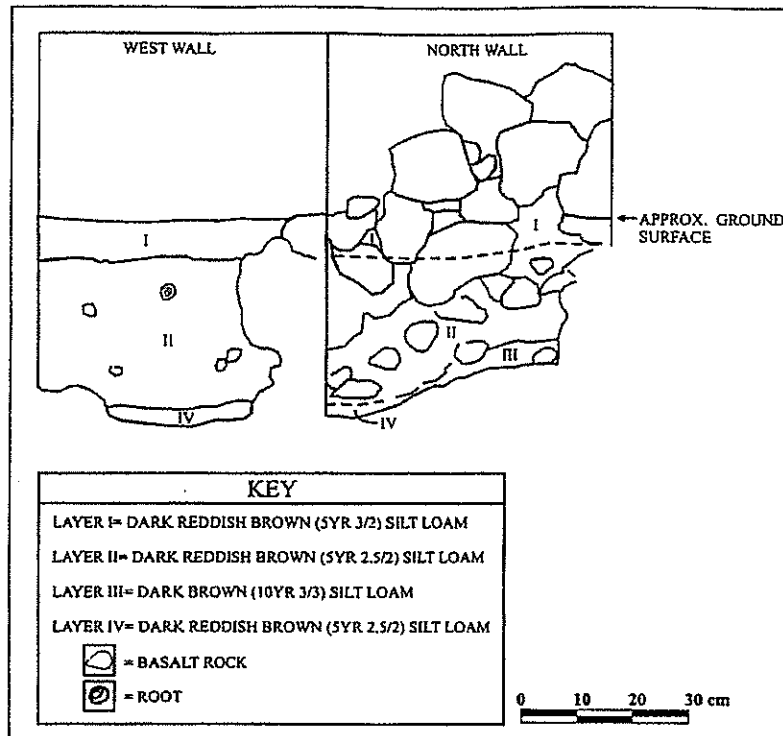 WEST WALL
NORTH WALL
I
I
I
APPROX. GROUND
SURFACE
II
II
III
IV
IV
KEY
LAYER I= DARK REDDISH BROWN (5YR 3/2) SILT LOAM
LAYER II= DARK REDDISH BROWN (5YR 2.5/2) SILT LOAM
LAYER III= DARK BROWN (10YR 3/3) SILT LOAM
LAYER IV= DARK REDDISH BROWN (5YR 2.5/2) SILT LOAM
= BASALT ROCK
= ROOT
0 10 20 30 cm